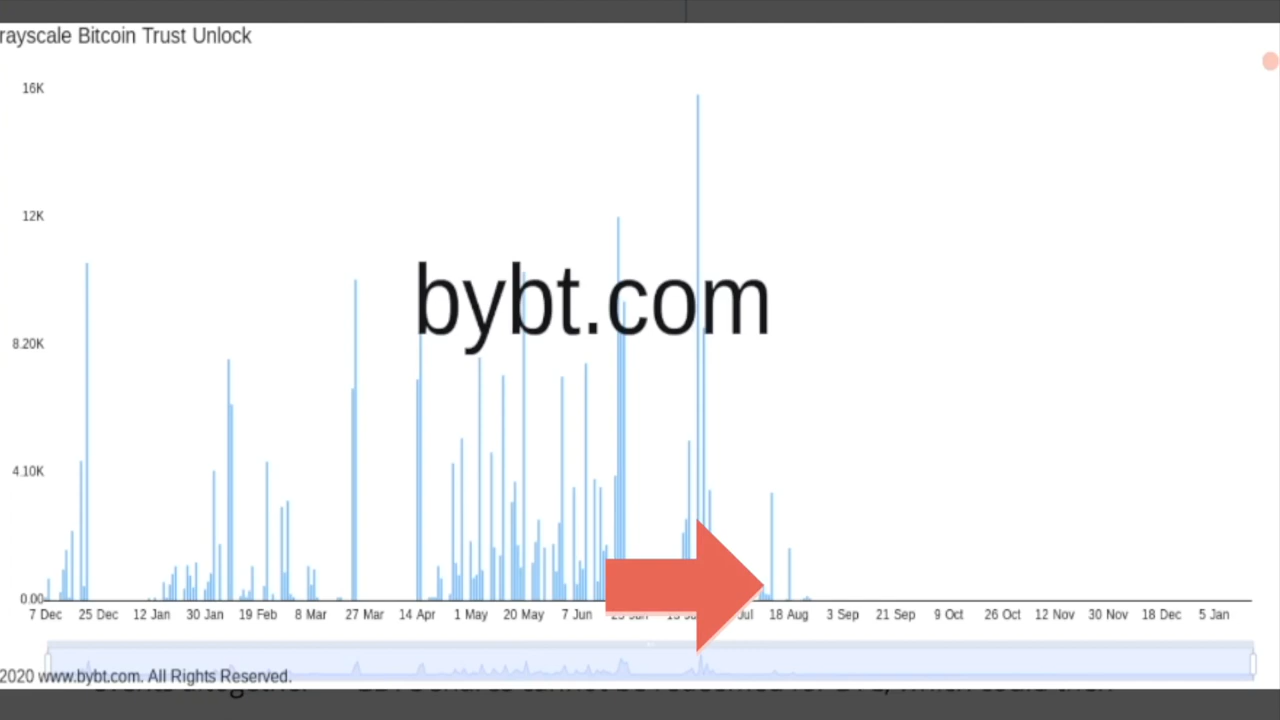 rayscale Bitcoin Trust Unlock
16K
12K
bybt.com
8.20K
4.10K
0.00
7 Dec 25 Dec 12 Jan 30 Jan 19 Feb 8 Mar 27 Mar 14 Apr 1 May 20 May 7 Jun Jul 18 Aug 3 Sep 21 Sep 9 Oct 26 Oct 12 Nov 30 Nov 18 Dec 5 Jan
2020 www.bybt.com. All Rights Reserved.